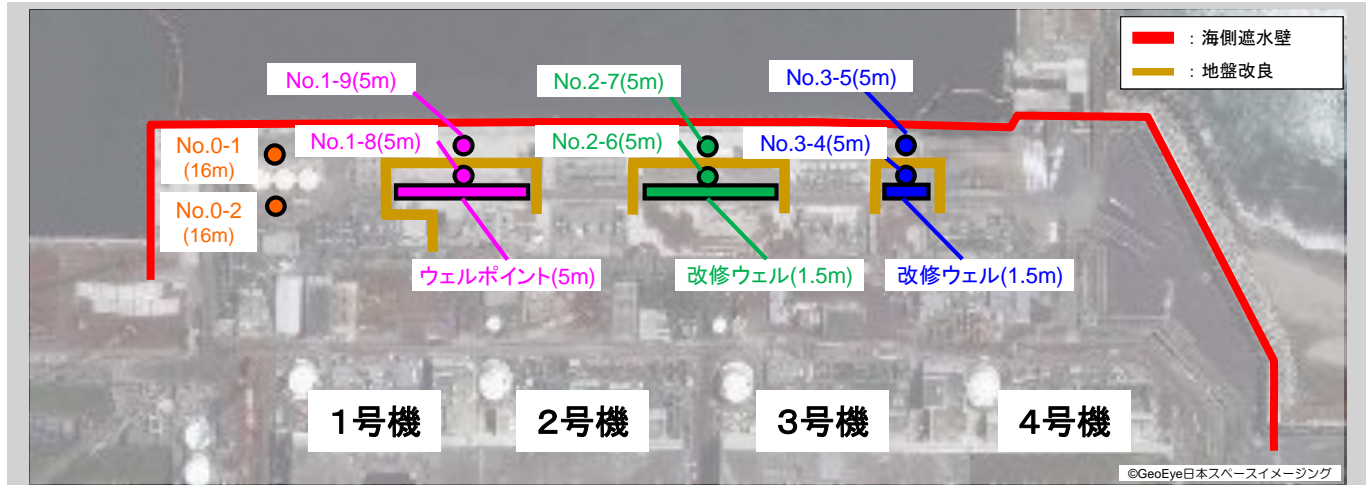 ：海側遮水壁
：地盤改良
No.1-9(5m)
No.2-7(5m)
No.3-5(5m)
No.0-1
(16m)
No.1-8(5m)
No.2-6(5m)
No.3-4(5m)
No.0-2
(16m)
ウェルポイント(5m)
改修ウェル(1.5m)
改修ウェル(1.5m)
１号機
２号機
３号機
４号機
©GeoEye日本スペースイメージング